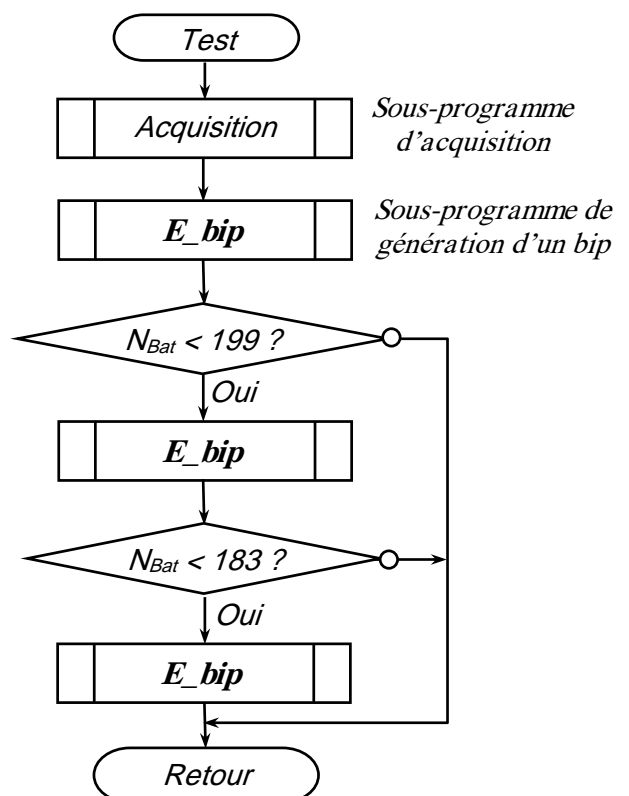 Test
Acquisition
Sous-programme
d’acquisition
E_bip
Sous-programme de
génération d’un bip
NBat < 199 ?
Oui
E_bip
NBat < 183 ?
Oui
E_bip
Retour